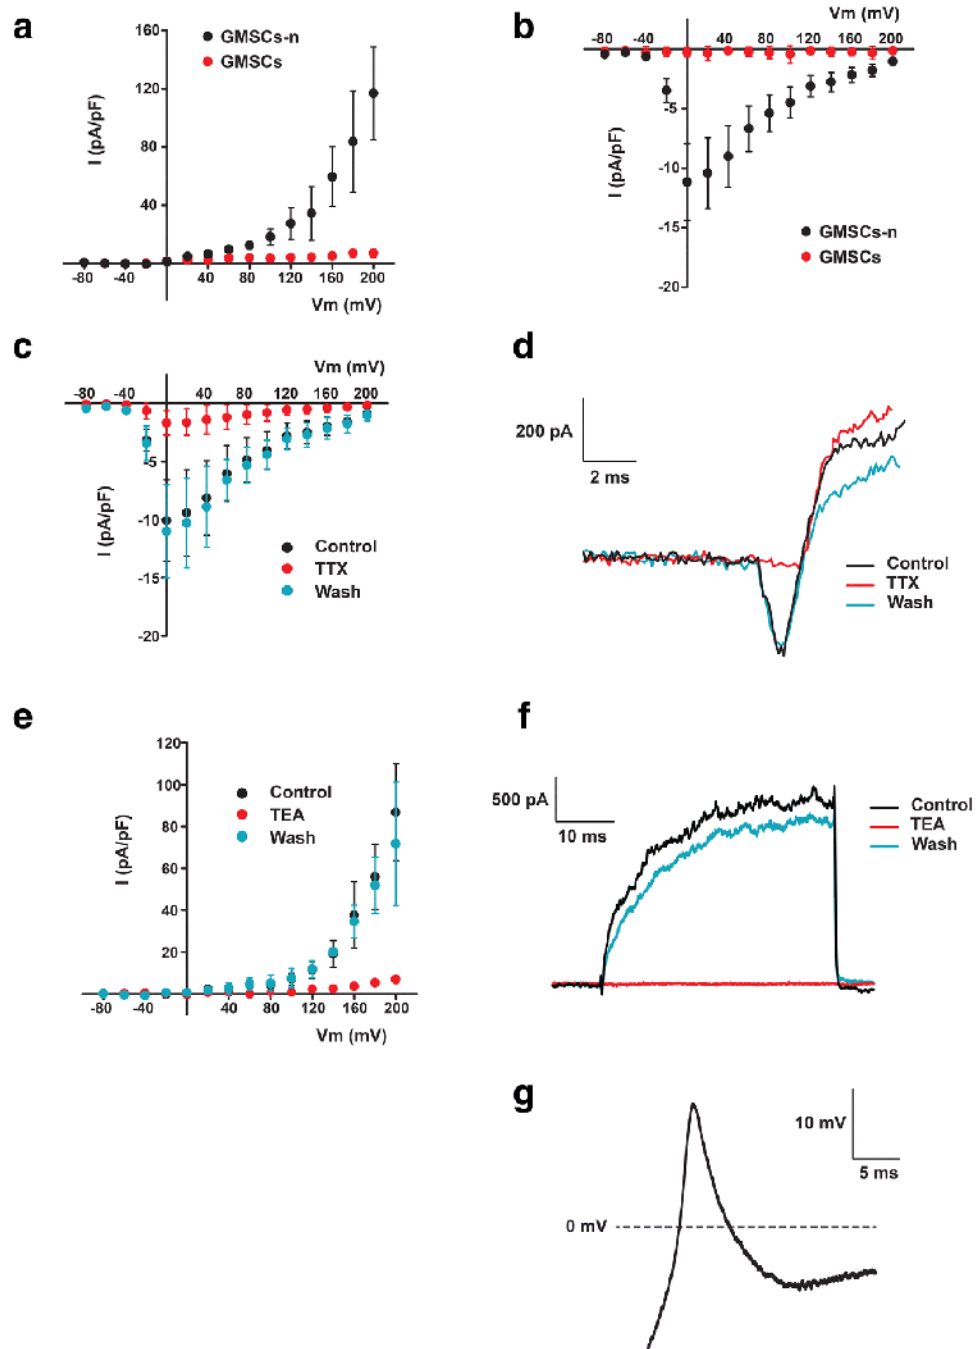 a
160
120
80
40
I (pA/pF)
GMSCs-n
GMSCs
-80 -40 40 80 120 160 200
Vm (mV)
b
Vm (mV)
-80 -40 40 80 120 160 200
-5
-10
-15
-20
I (pA/pF)
GMSCs-n
GMSCs
c
Vm (mV)
-80 -40 40 80 120 160 200
-5
-10
-15
-20
I (pA/pF)
Control
TTX
Wash
d
200 pA
2 ms
Control
TTX
Wash
e
120
100
80
60
40
20
I (pA/pF)
Control
TEA
Wash
-80 -40 40 80 120 160 200
Vm (mV)
f
500 pA
10 ms
Control
TEA
Wash
g
10 mV
5 ms
0 mV